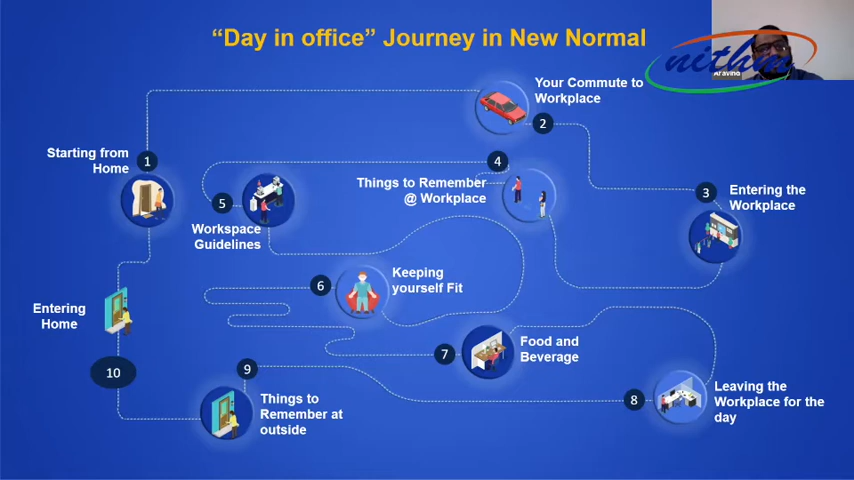 “Day in office” Journey in New Normal
nithm
Aravind
Your Commute to
Workplace
2
Starting from
Home
1
4
Things to Remember
@ Workplace
3
Entering the
Workplace
5
Workspace
Guidelines
6
Keeping
yourself Fit
Entering
Home
10
7
Food and
Beverage
9
Things to
Remember at
outside
8
Leaving the
Workplace for the
day